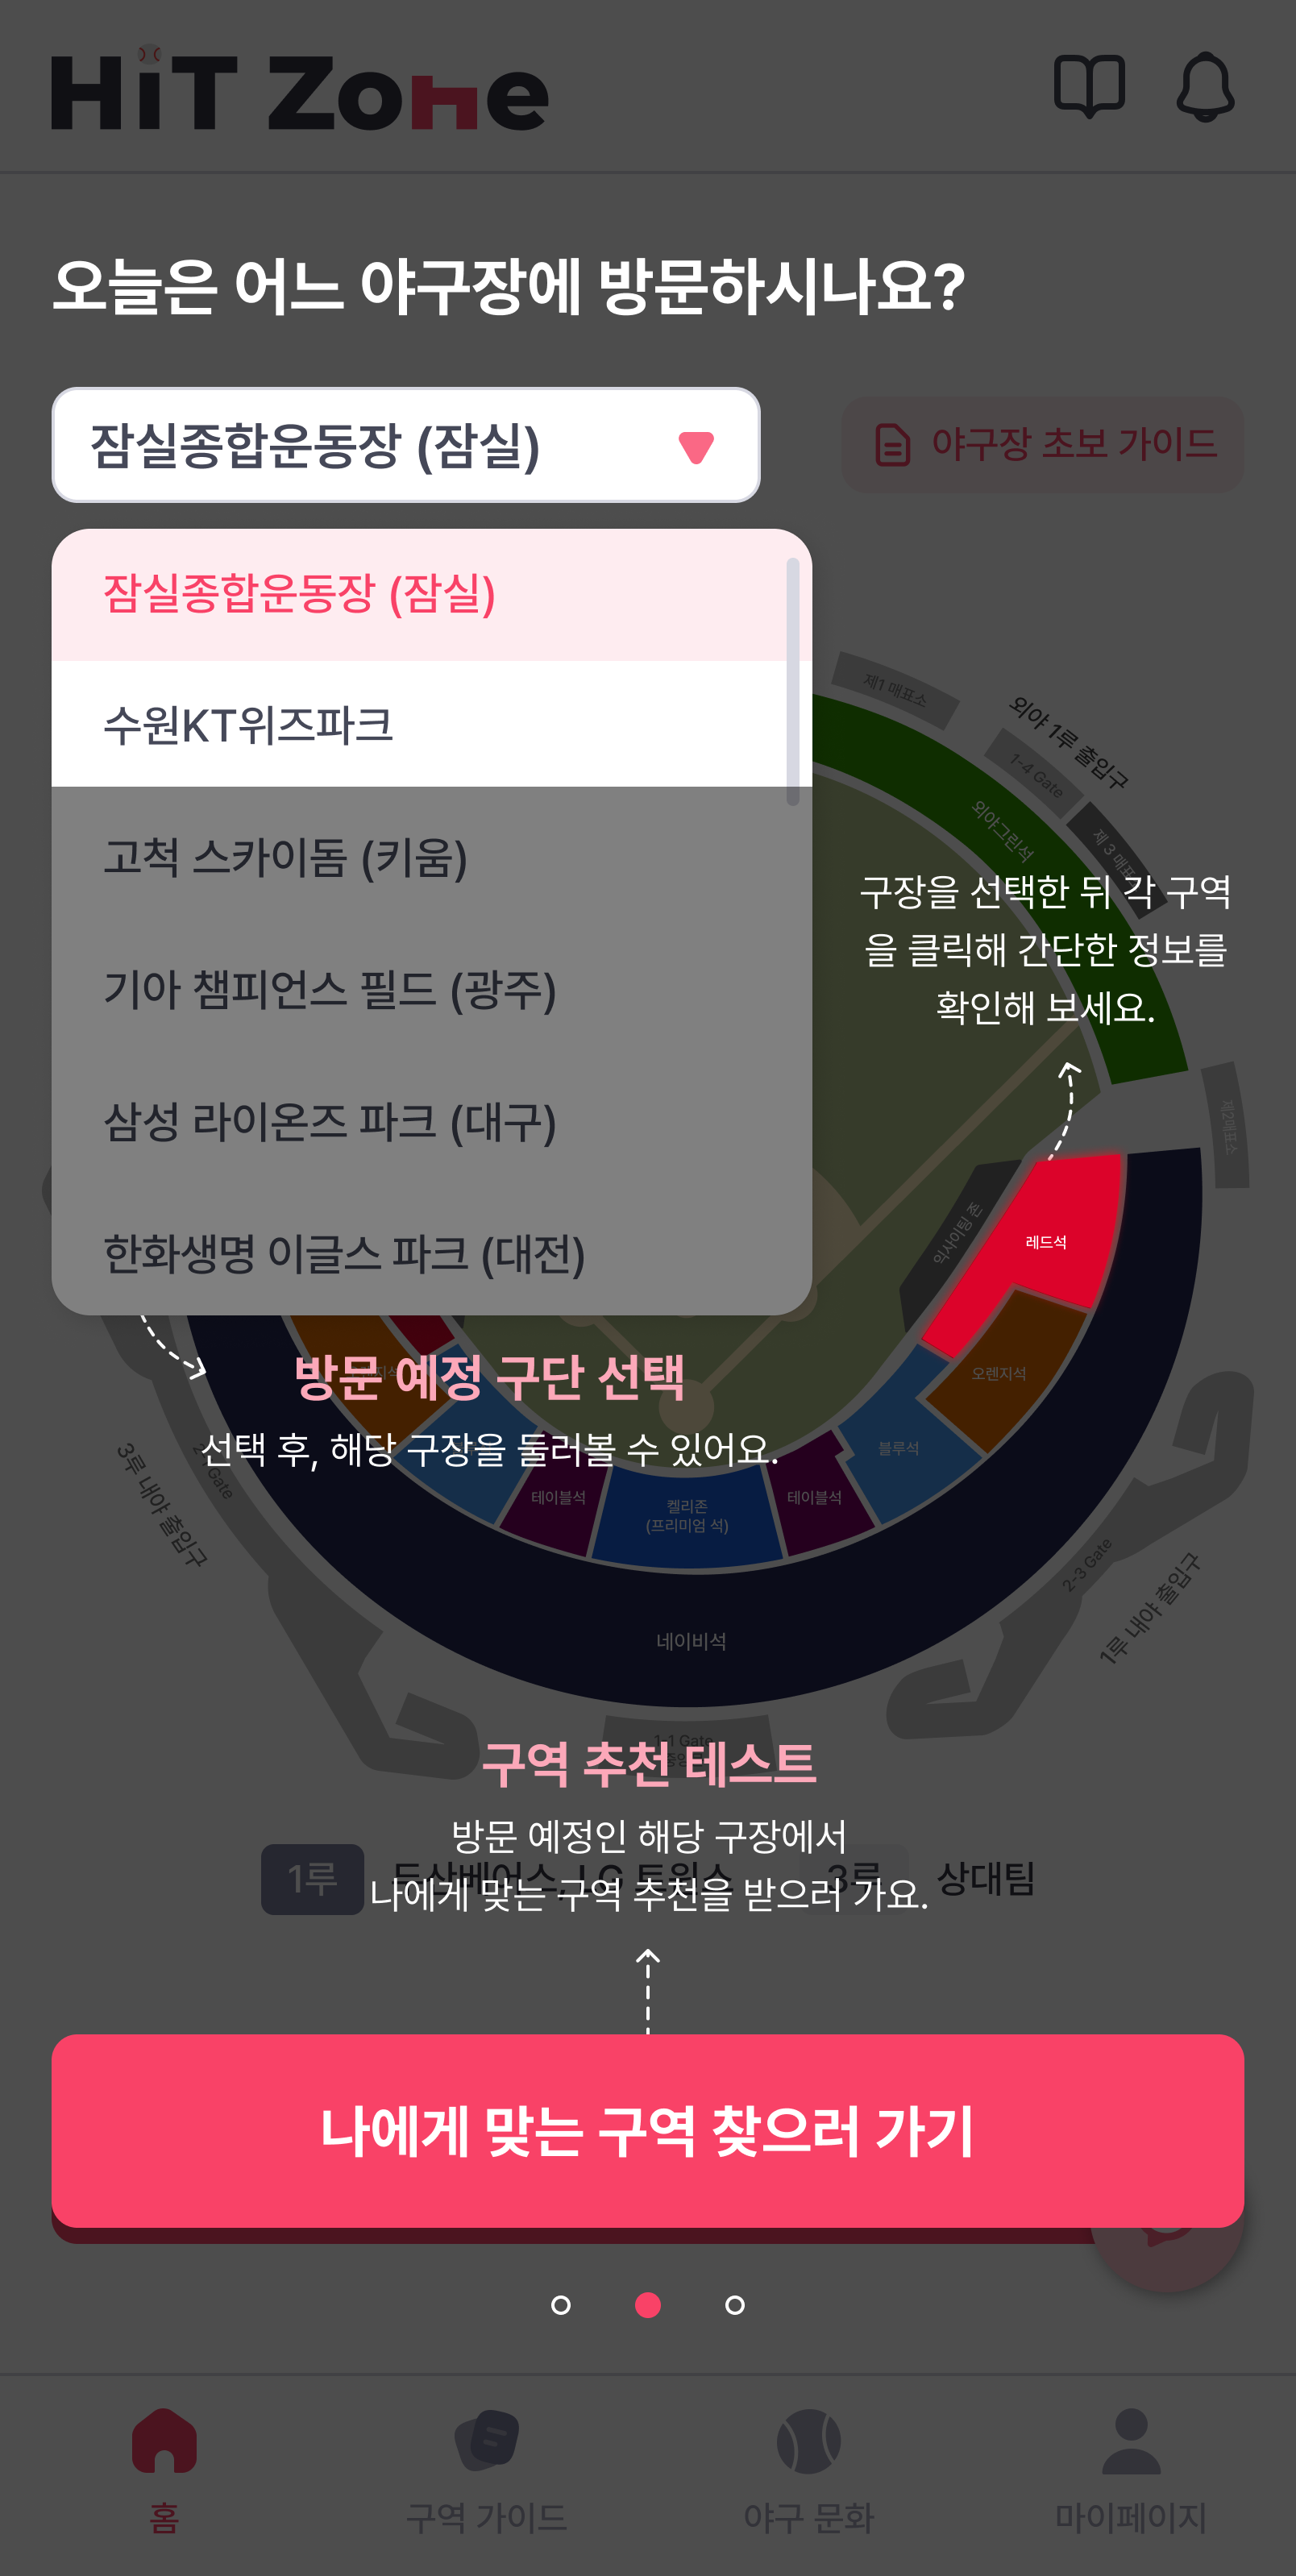 HiT Zone
오늘은 어느 야구장에 방문하시나요?
잠실종합운동장 (잠실)
야구장 초보 가이드
잠실종합운동장 (잠실)
수원KT위즈파크
고척 스카이돔 (키움)
기아 챔피언스 필드 (광주)
삼성 라이온즈 파크 (대구)
한화생명 이글스 파크 (대전)
제1 매표소
외야 1루 출입구
1-4 Gate
외야그린석
제 3 매표
구장을 선택한 뒤 각 구역
을 클릭해 간단한 정보를
확인해 보세요.
제2매표소
익사이팅 존
레드석
오렌지석
방문 예정 구단 선택
선택 후, 해당 구장을 둘러볼 수 있어요.
블루석
Gate
3루 내야 출입구
테이블석
켈리존
(프리미엄 석)
테이블석
2-3 Gate
1루 내야 출입구
네이비석
1-1 Gate
구역 추천 테스트
방문 예정인 해당 구장에서
나에게 맞는 구역 추천을 받으러 가요.
1루
두산베어스, LG 트윈스
3루
상대팀
나에게 맞는 구역 찾으러 가기
홈
구역 가이드
야구 문화
마이페이지